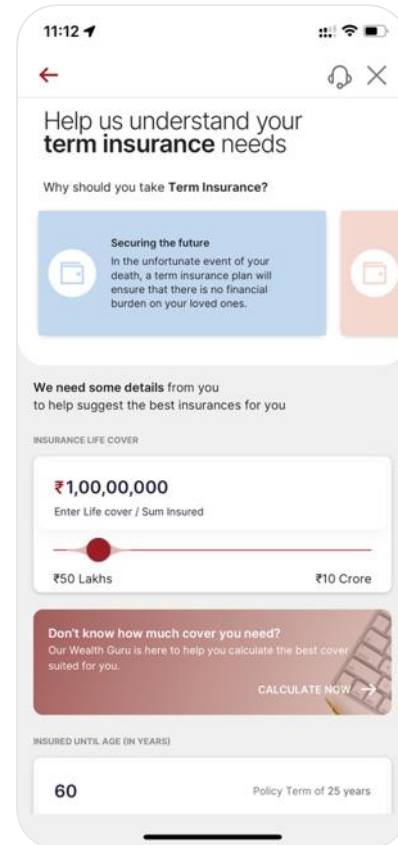 11:12
Help us understand your
term insurance needs
Why should you take Term Insurance?
Securing the future
In the unfortunate event of your
death, a term insurance plan will
ensure that there is no financial
burden on your loved ones.
We need some details from you
to help suggest the best insurances for you
INSURANCE LIFE COVER
₹1,00,00,000
Enter Life cover / Sum Insured
₹50 Lakhs ₹10 Crore
Don't know how much cover you need?
Our Wealth Guru is here to help you calculate the best cover
suited for you.
CALCULATE NOW
INSURED UNTIL AGE (IN YEARS)
60 Policy Term of 25 years